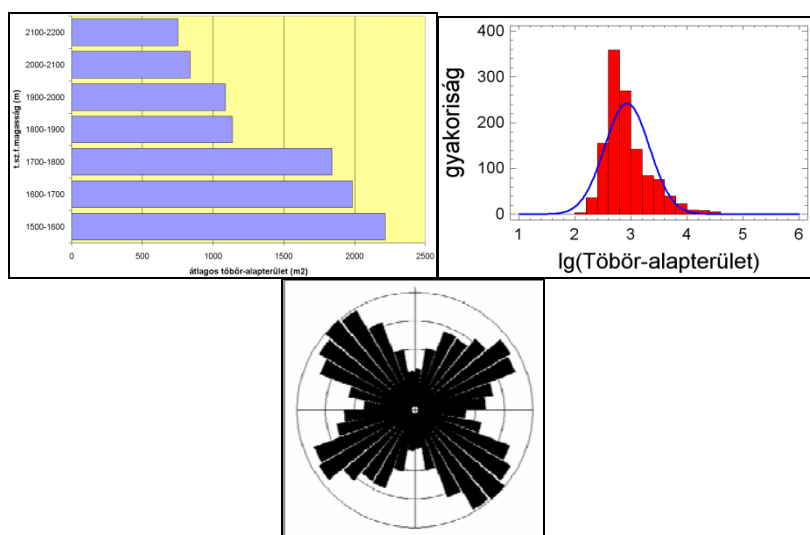 t.sz.f.magasság (m)
2100-2200
2000-2100
1900-2000
1800-1900
1700-1800
1600-1700
1500-1600
0 500 1000 1500 2000 2500
átlagos töbör-alapterület (m2)
gyakoriság
400
300
200
100
0
1 2 3 4 5 6
lg(Töbör-alapterület)